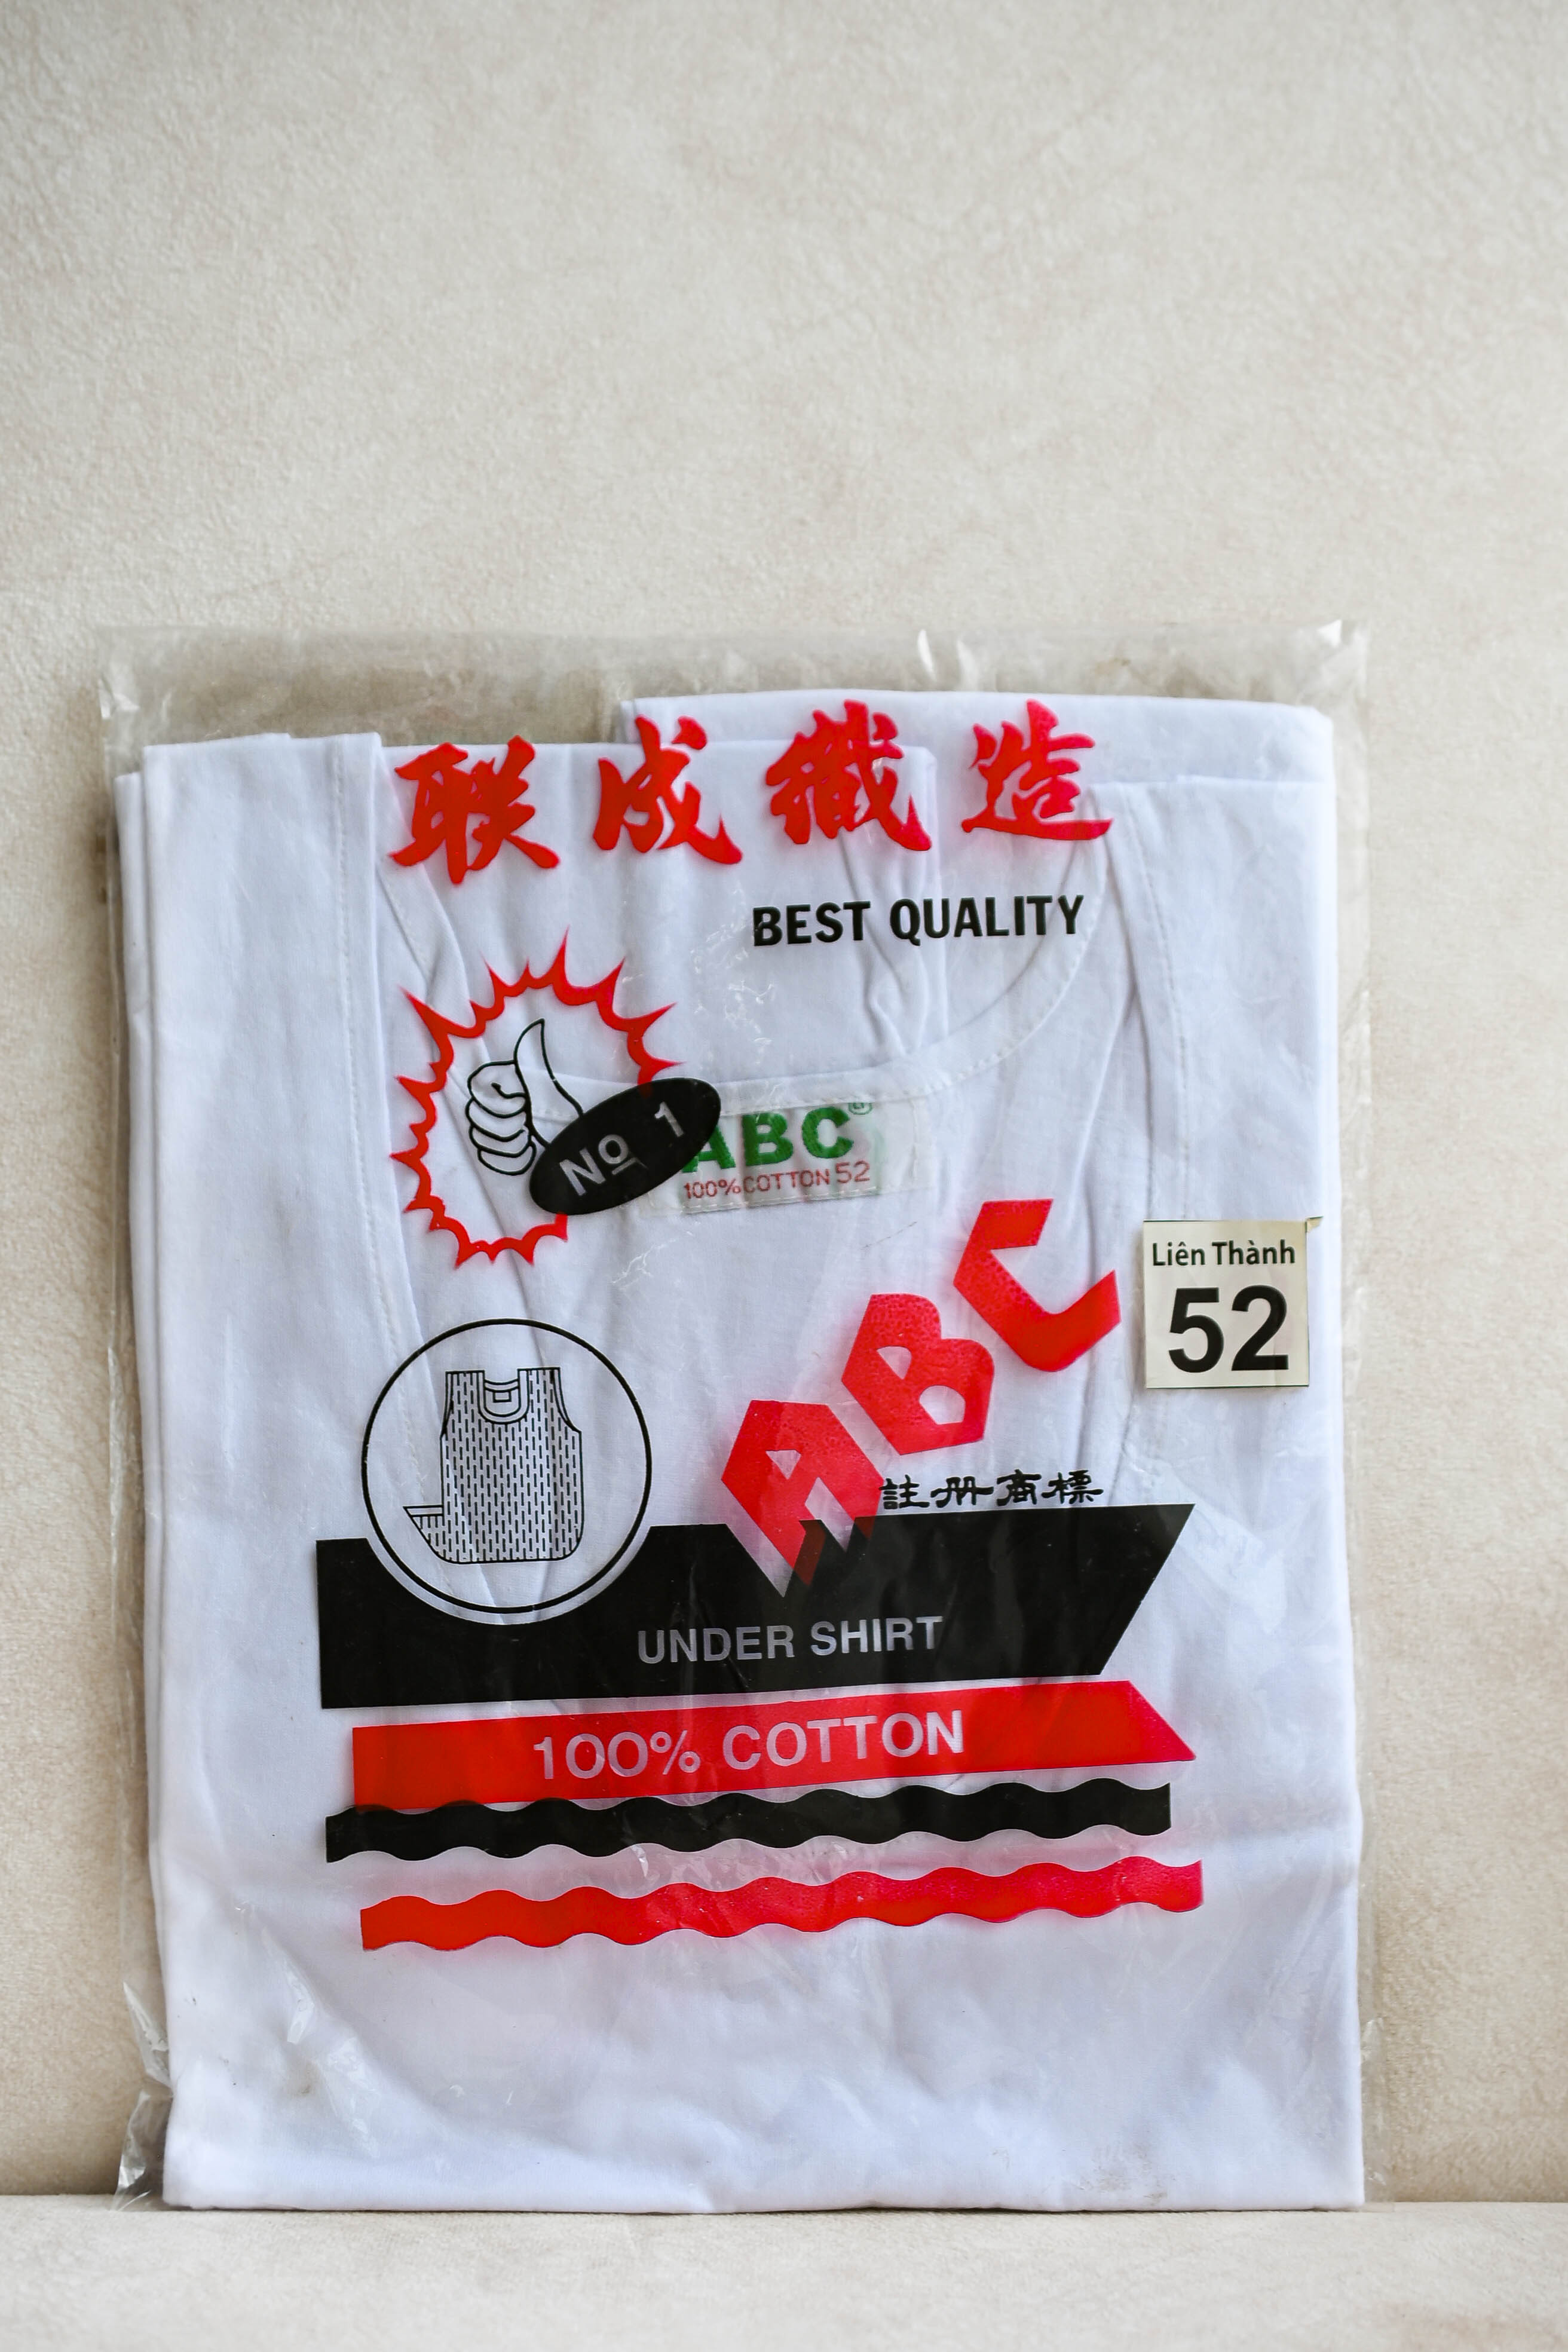 联成織造
BEST QUALITY
No 1
ABC®
100% COTTON 52
Liên Thành
52
ABC
註册商標
UNDER SHIRT
100% COTTON